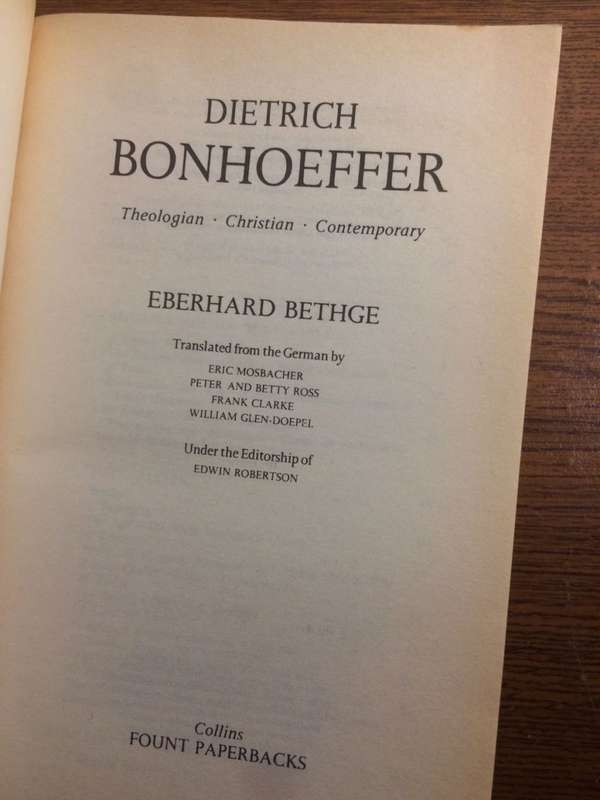 DIETRICH
BONHOEFFER
Theologian · Christian · Contemporary
EBERHARD BETHGE
Translated from the German by
ERIC MOSBACHER
PETER AND BETTY ROSS
FRANK CLARKE
WILLIAM GLEN-DOEPEL
Under the Editorship of
EDWIN ROBERTSON
Collins
FOUNT PAPERBACKS